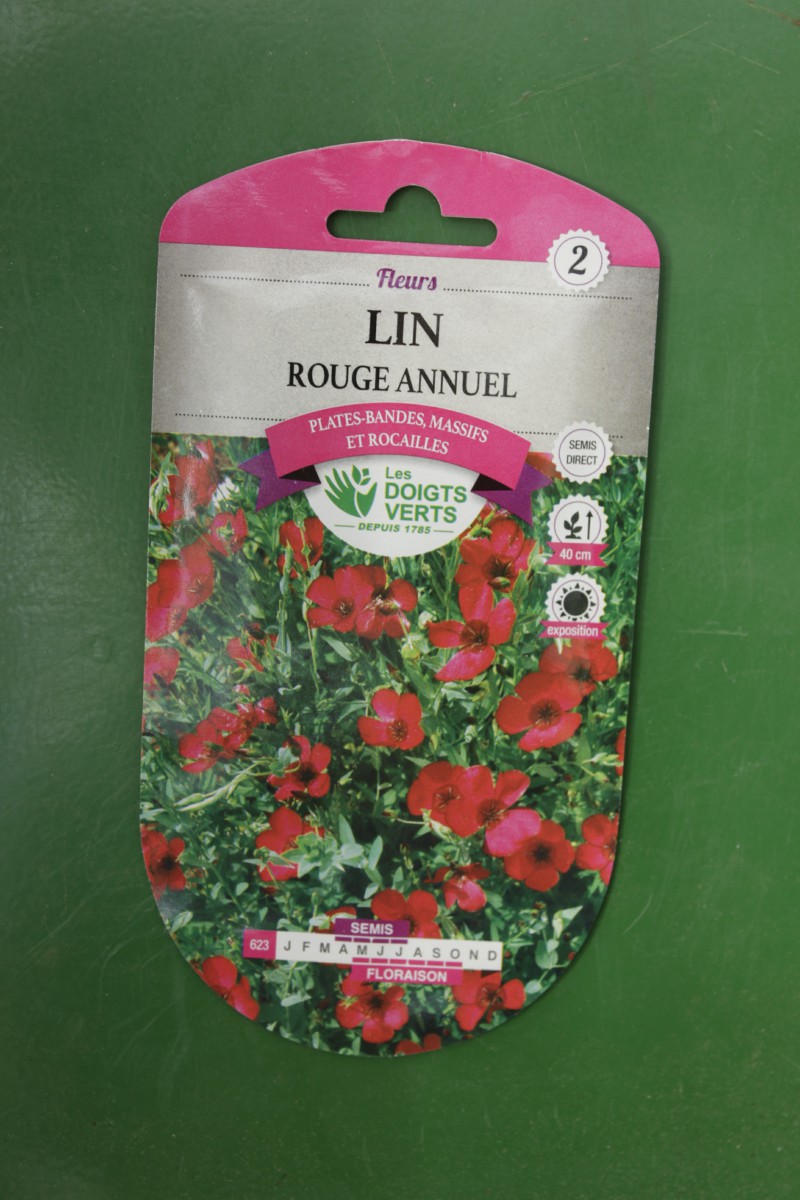 2
Fleurs
LIN
ROUGE ANNUEL
PLATES-BANDES, MASSIFS
ET ROCAILLES
SEMIS
DIRECT
Les
DOIGTS
VERTS
DEPUIS 1785
40 cm
exposition
SEMIS
623 J F M A M J J A S O N D
FLORAISON